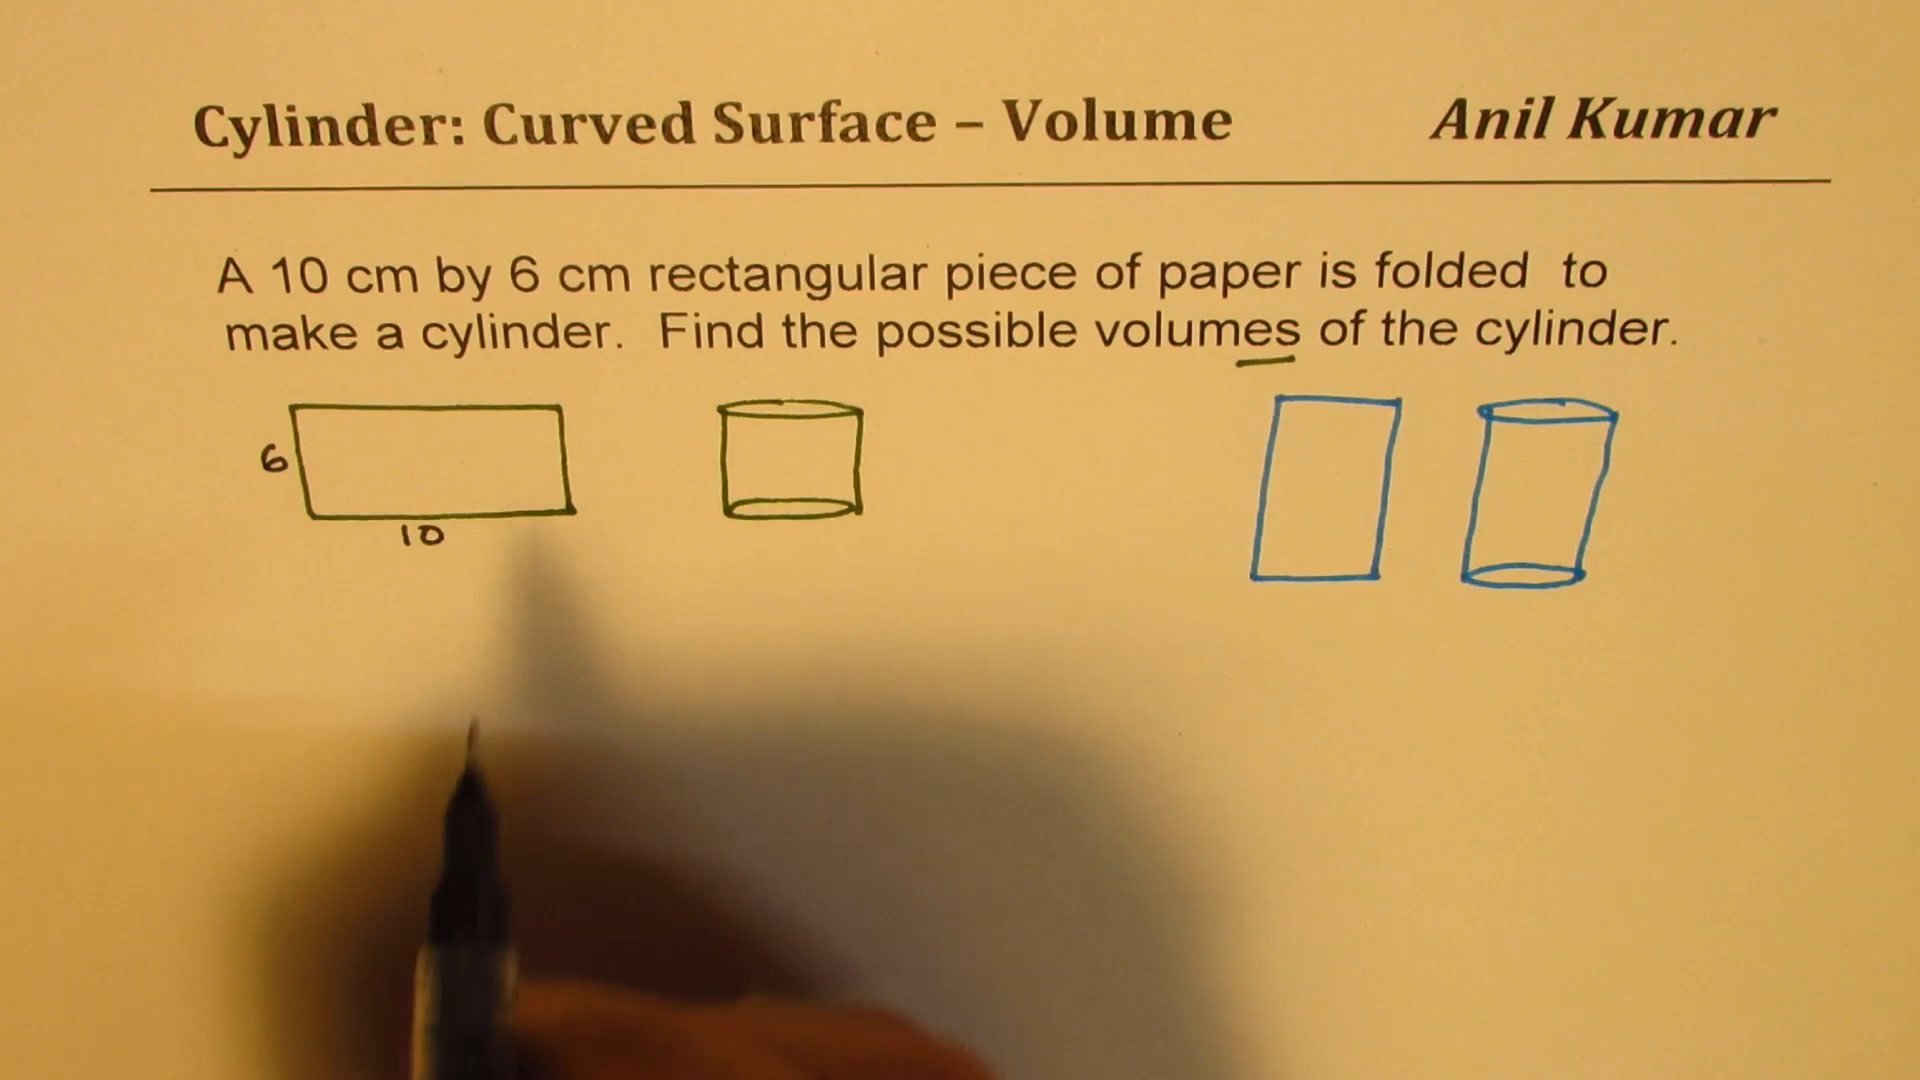 Cylinder: Curved Surface – Volume Anil Kumar
A 10 cm by 6 cm rectangular piece of paper is folded to
make a cylinder. Find the possible volumes of the cylinder.
6
10